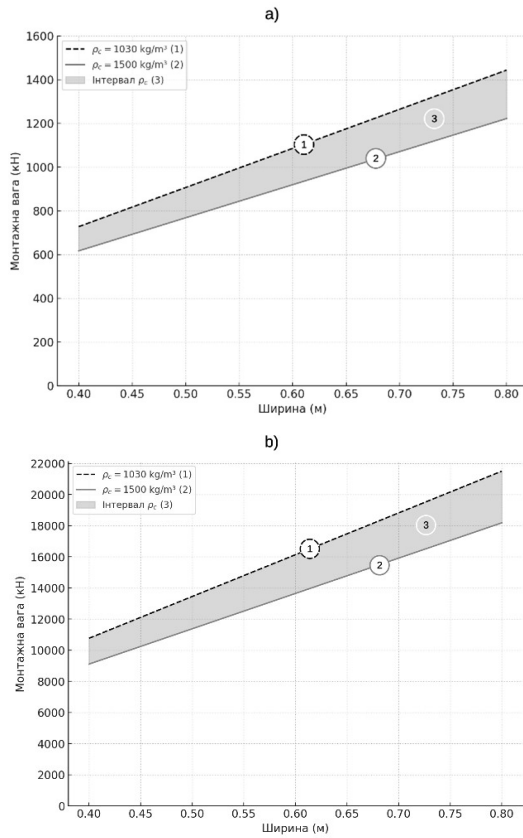 a)
1600
1400
1200
1000
800
600
400
200
0
ρc = 1030 kg/m³ (1)
ρc = 1500 kg/m³ (2)
Інтервал ρc (3)
1
2
3
Монтажна вага (кН)
0.40 0.45 0.50 0.55 0.60 0.65 0.70 0.75 0.80
Ширина (м)
b)
22000
20000
18000
16000
14000
12000
10000
8000
6000
4000
2000
0
ρc = 1030 kg/m³ (1)
ρc = 1500 kg/m³ (2)
Інтервал ρc (3)
1
2
3
Монтажна вага (кН)
0.40 0.45 0.50 0.55 0.60 0.65 0.70 0.75 0.80
Ширина (м)